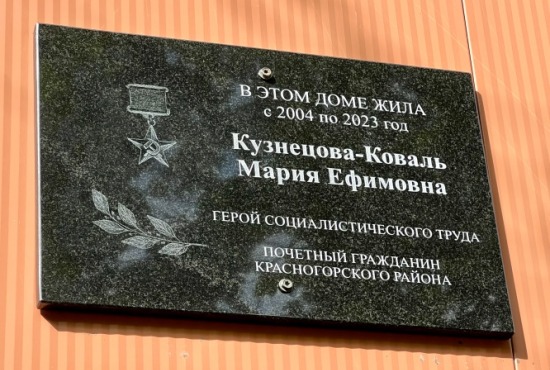 В ЭТОМ ДОМЕ ЖИЛА
с 2004 по 2023 год
Кузнецова-Коваль
Мария Ефимовна
ГЕРОЙ СОЦИАЛИСТИЧЕСКОГО ТРУДА
ПОЧЕТНЫЙ ГРАЖДАНИН
КРАСНОГОРСКОГО РАЙОНА